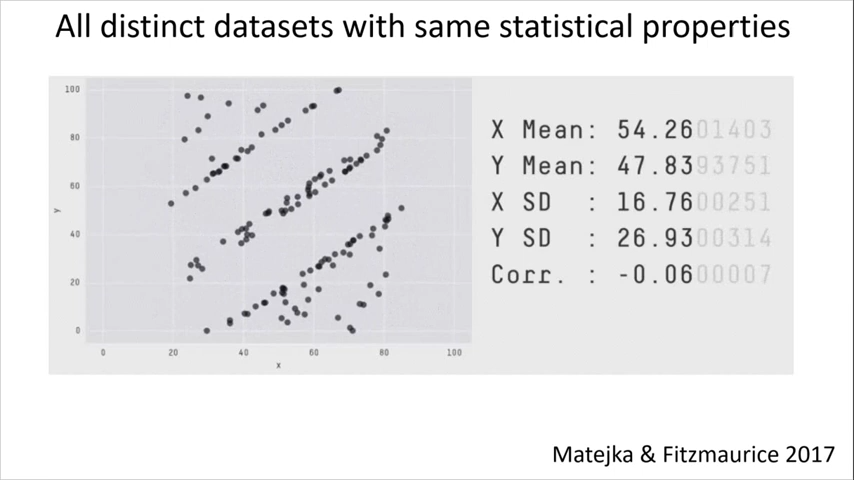 All distinct datasets with same statistical properties
100
80
60
y
40
20
0
0 20 40 60 80 100
x
X Mean: 54.2601403
Y Mean: 47.8393751
X SD : 16.7600251
Y SD : 26.9300314
Corr. : -0.0600007
Matejka & Fitzmaurice 2017